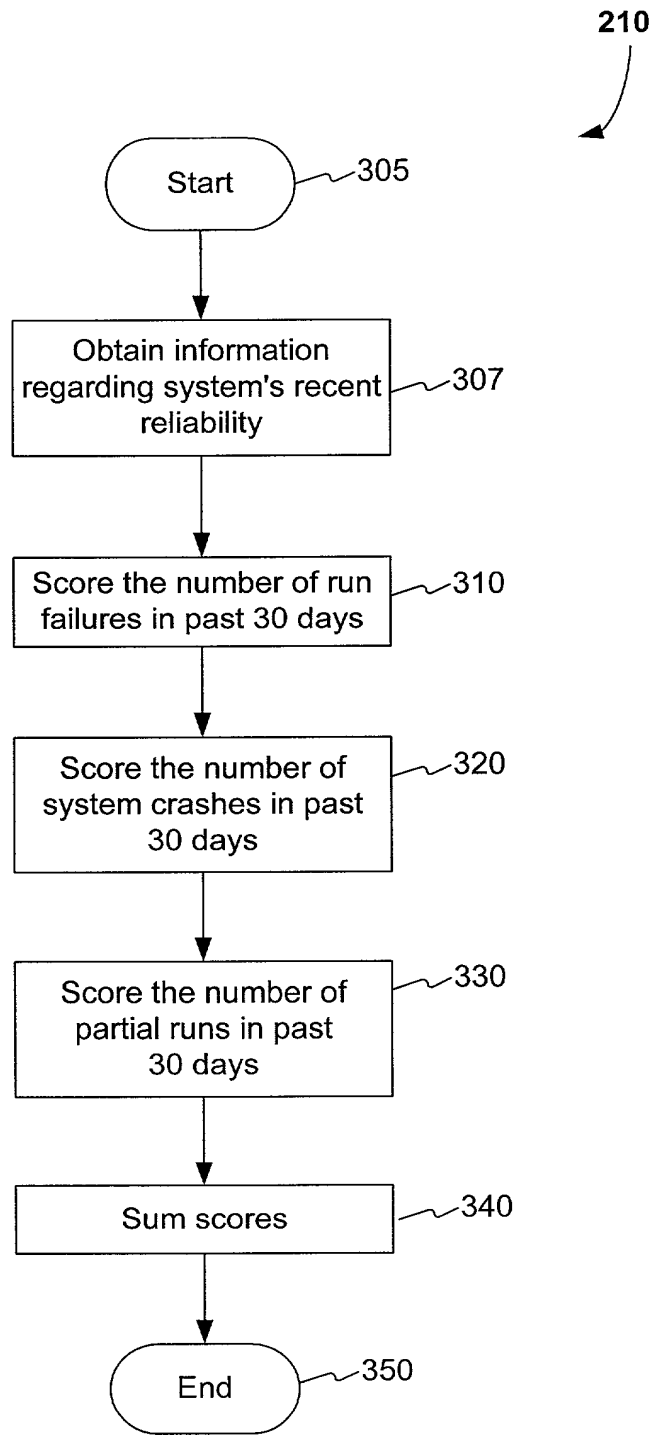 210
Start
305
Obtain information
regarding system's recent
reliability
307
Score the number of run
failures in past 30 days
310
Score the number of
system crashes in past
30 days
320
Score the number of
partial runs in past
30 days
330
Sum scores
340
End
350